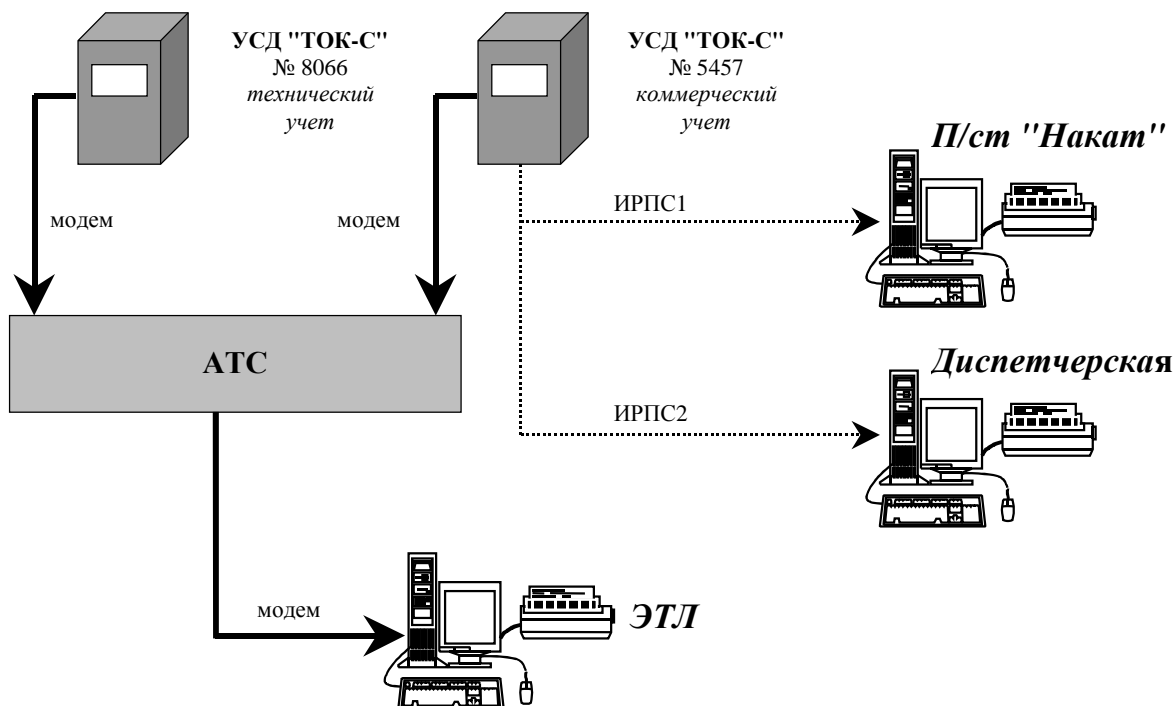 УСД "ТОК-С"
№ 8066
технический
учет
УСД "ТОК-С"
№ 5457
коммерческий
учет
П/ст "Накат"
ИРПС1
модем
модем
АТС
Диспетчерская
ИРПС2
модем
ЭТЛ